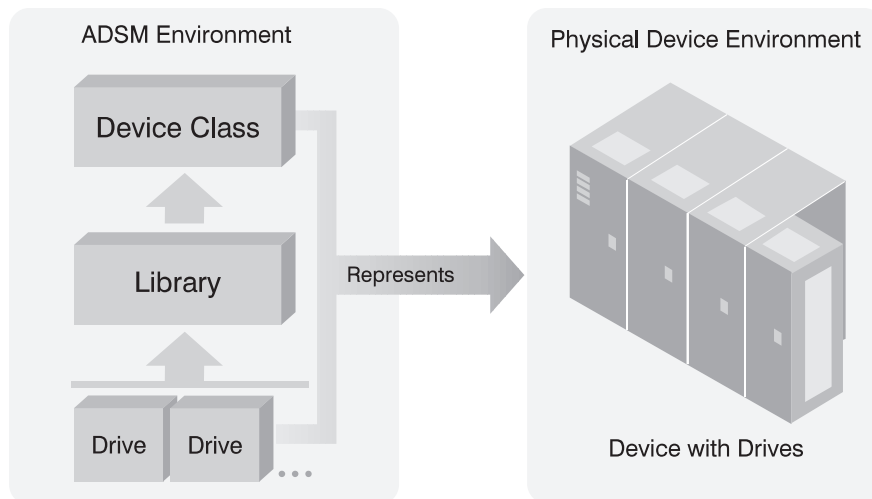 ADSM Environment
Device Class
Library
Drive
Drive
...
Represents
Physical Device Environment
Device with Drives